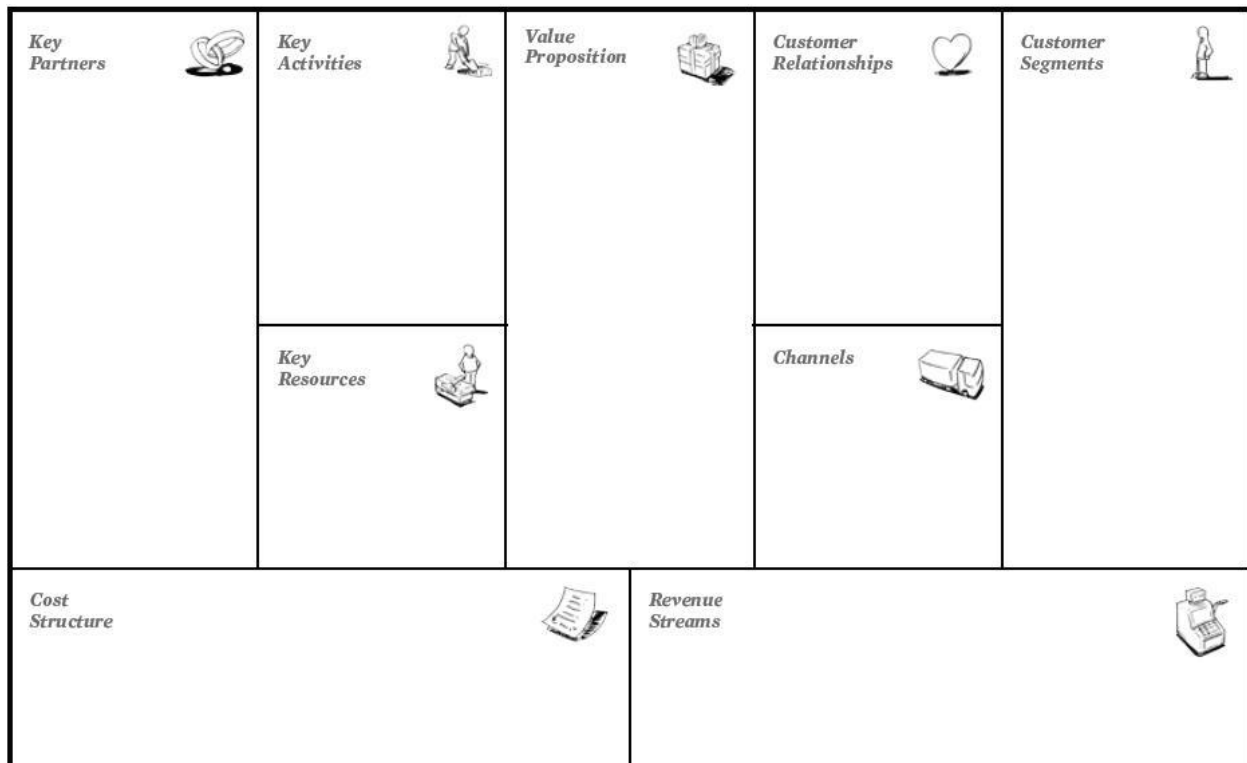 Key
Partners
Key
Activities
Value
Proposition
Customer
Relationships
Customer
Segments
Key
Resources
Channels
Cost
Structure
Revenue
Streams